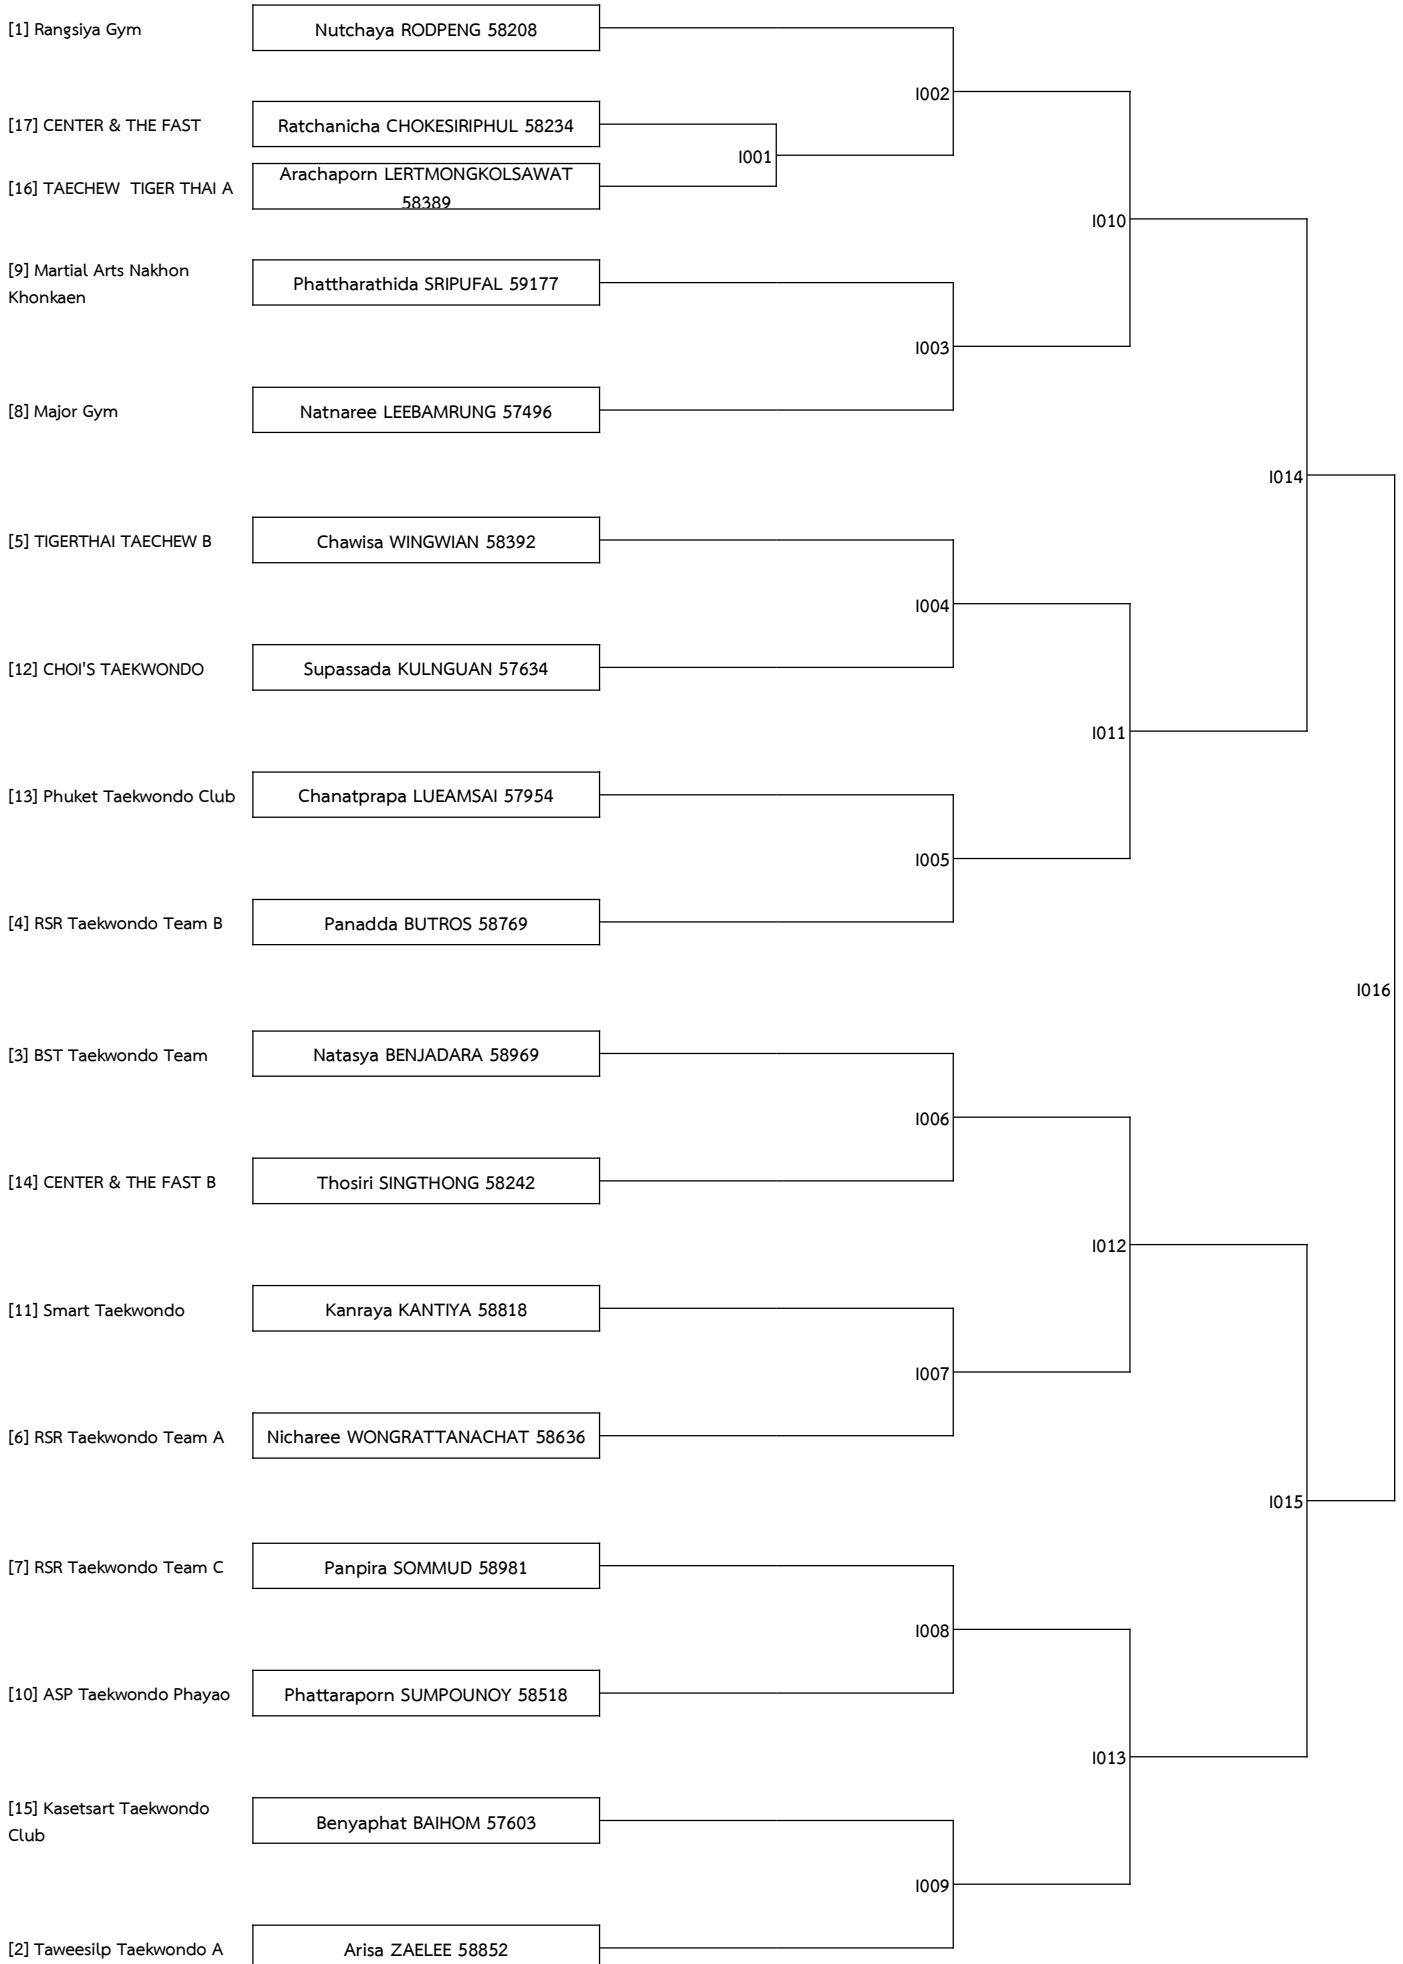 [1] Rangsiya Gym
Nutchaya RODPENG 58208
I002
[17] CENTER & THE FAST
Ratchanicha CHOKESIRIPHUL 58234
I001
[16] TAECHEW  TIGER THAI A
Arachaporn LERTMONGKOLSAWAT
58389
I010
[9] Martial Arts Nakhon
Khonkaen
Phattharathida SRIPUFAL 59177
I003
[8] Major Gym
Natnaree LEEBAMRUNG 57496
I014
[5] TIGERTHAI TAECHEW B
Chawisa WINGWIAN 58392
I004
[12] CHOI'S TAEKWONDO
Supassada KULNGUAN 57634
I011
[13] Phuket Taekwondo Club
Chanatprapa LUEAMSAI 57954
I005
[4] RSR Taekwondo Team B
Panadda BUTROS 58769
I016
[3] BST Taekwondo Team
Natasya BENJADARA 58969
I006
[14] CENTER & THE FAST B
Thosiri SINGTHONG 58242
I012
[11] Smart Taekwondo
Kanraya KANTIYA 58818
I007
[6] RSR Taekwondo Team A
Nicharee WONGRATTANACHAT 58636
I015
[7] RSR Taekwondo Team C
Panpira SOMMUD 58981
I008
[10] ASP Taekwondo Phayao
Phattaraporn SUMPOUNOY 58518
I013
[15] Kasetsart Taekwondo
Club
Benyaphat BAIHOM 57603
I009
[2] Taweesilp Taekwondo A
Arisa ZAELEE 58852